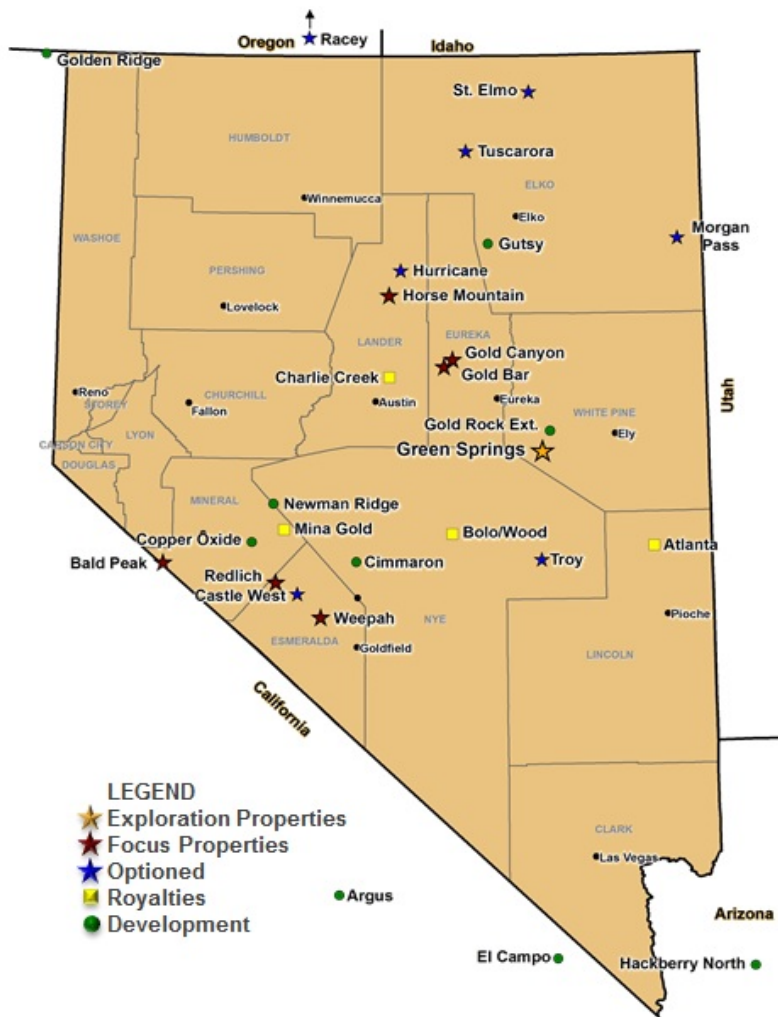 Oregon
Racey
Idaho
Golden Ridge
St. Elmo
HUMBOLDT
Tuscarora
ELKO
Winnemucca
Elko
WASHOE
Morgan
Pass
Gutsy
PERSHING
Hurricane
Horse Mountain
Lovelock
LANDER
EUREKA
Gold Canyon
Gold Bar
Charlie Creek
Reno
STOREY
CHURCHILL
Fallon
Austin
Eureka
WHITE PINE
Utah
Gold Rock Ext.
Ely
CARSON CITY
LYON
Green Springs
DOUGLAS
MINERAL
Newman Ridge
Mina Gold
Bolo/Wood
Copper Oxide
Atlanta
Bald Peak
Cimmaron
Troy
Redlich
Castle West
Weepah
NYE
Pioche
ESMERALDA
Goldfield
LINCOLN
California
LEGEND
Exploration Properties
Focus Properties
Optioned
Royalties
Development
CLARK
Las Vegas
Argus
Arizona
El Campo
Hackberry North